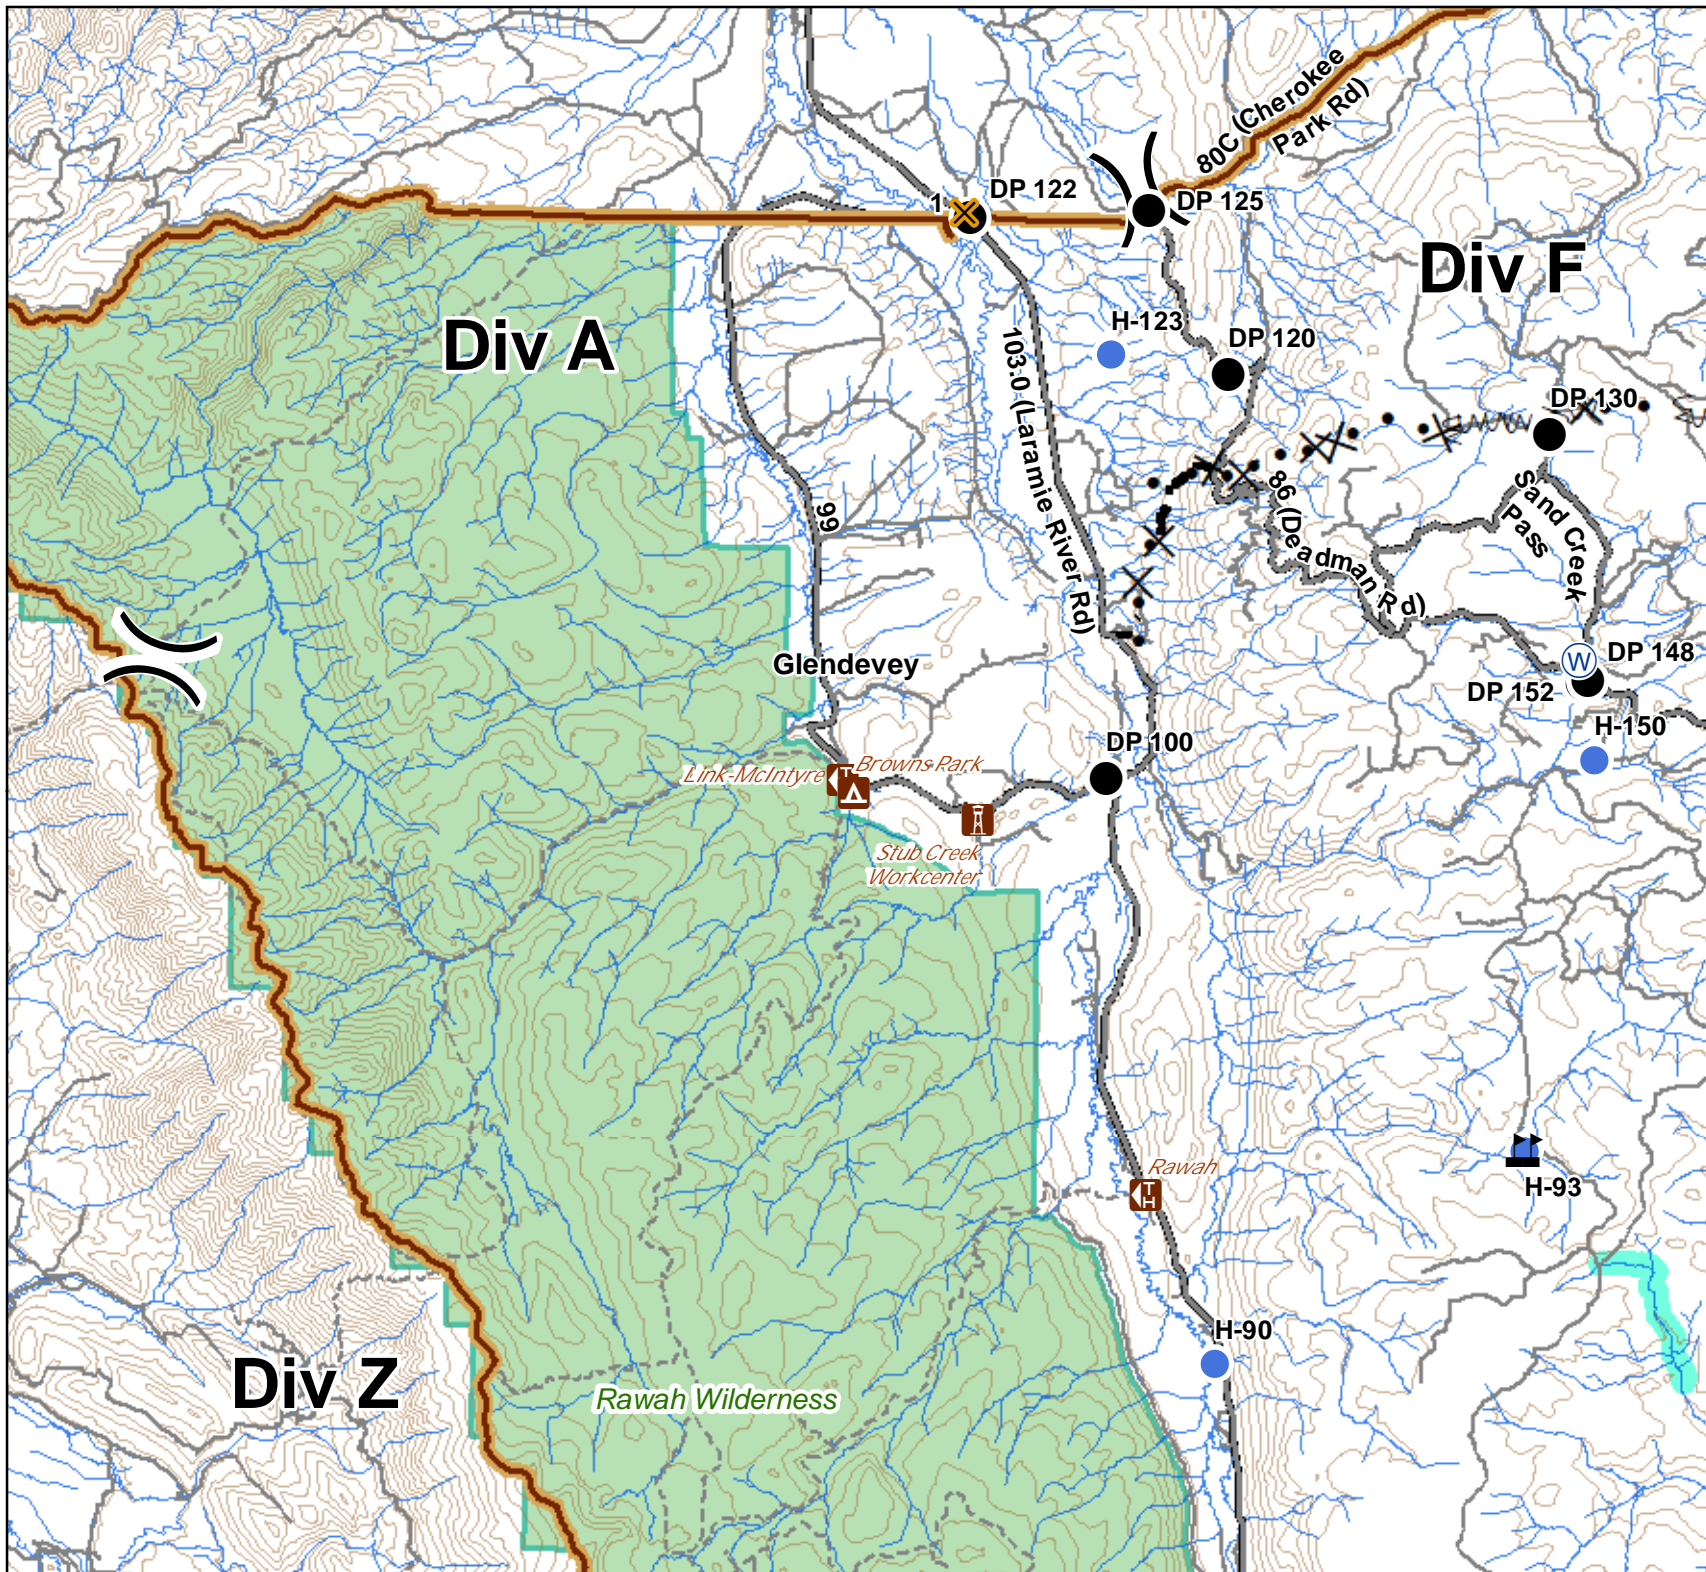 80C (Cherokee
Park Rd)
1
DP 122
DP 125
Div F
Div A
H-123
DP 120
103.0 (Laramie River Rd)
DP 130
99
86 (Deadman Rd)
Sand Creek
Pass
Glendevey
W
DP 148
DP 152
H-150
DP 100
Link-McIntyre
Browns Park
Stub Creek
Workcenter
Rawah
TH
H-93
H-90
Div Z
Rawah Wilderness